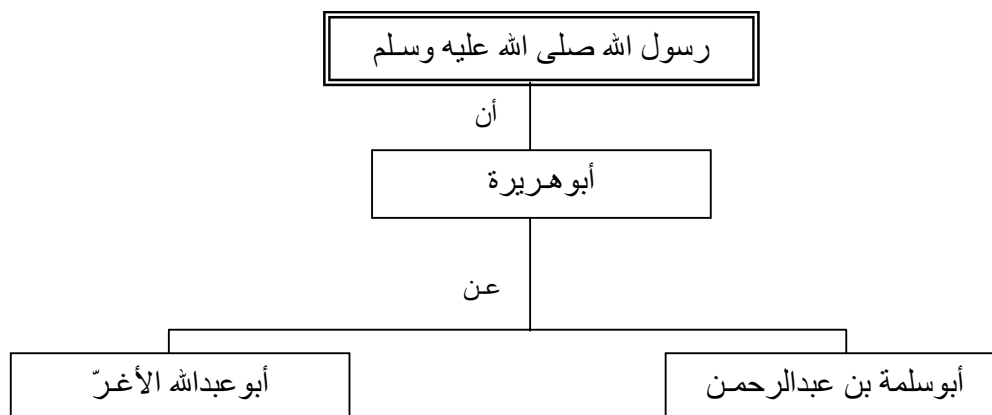 رسول الله صلى الله عليه وسلم
أن
أبوهريرة
عن
أبوسلمة بن عبدالرحمن
أبوعبدالله الأغرّ